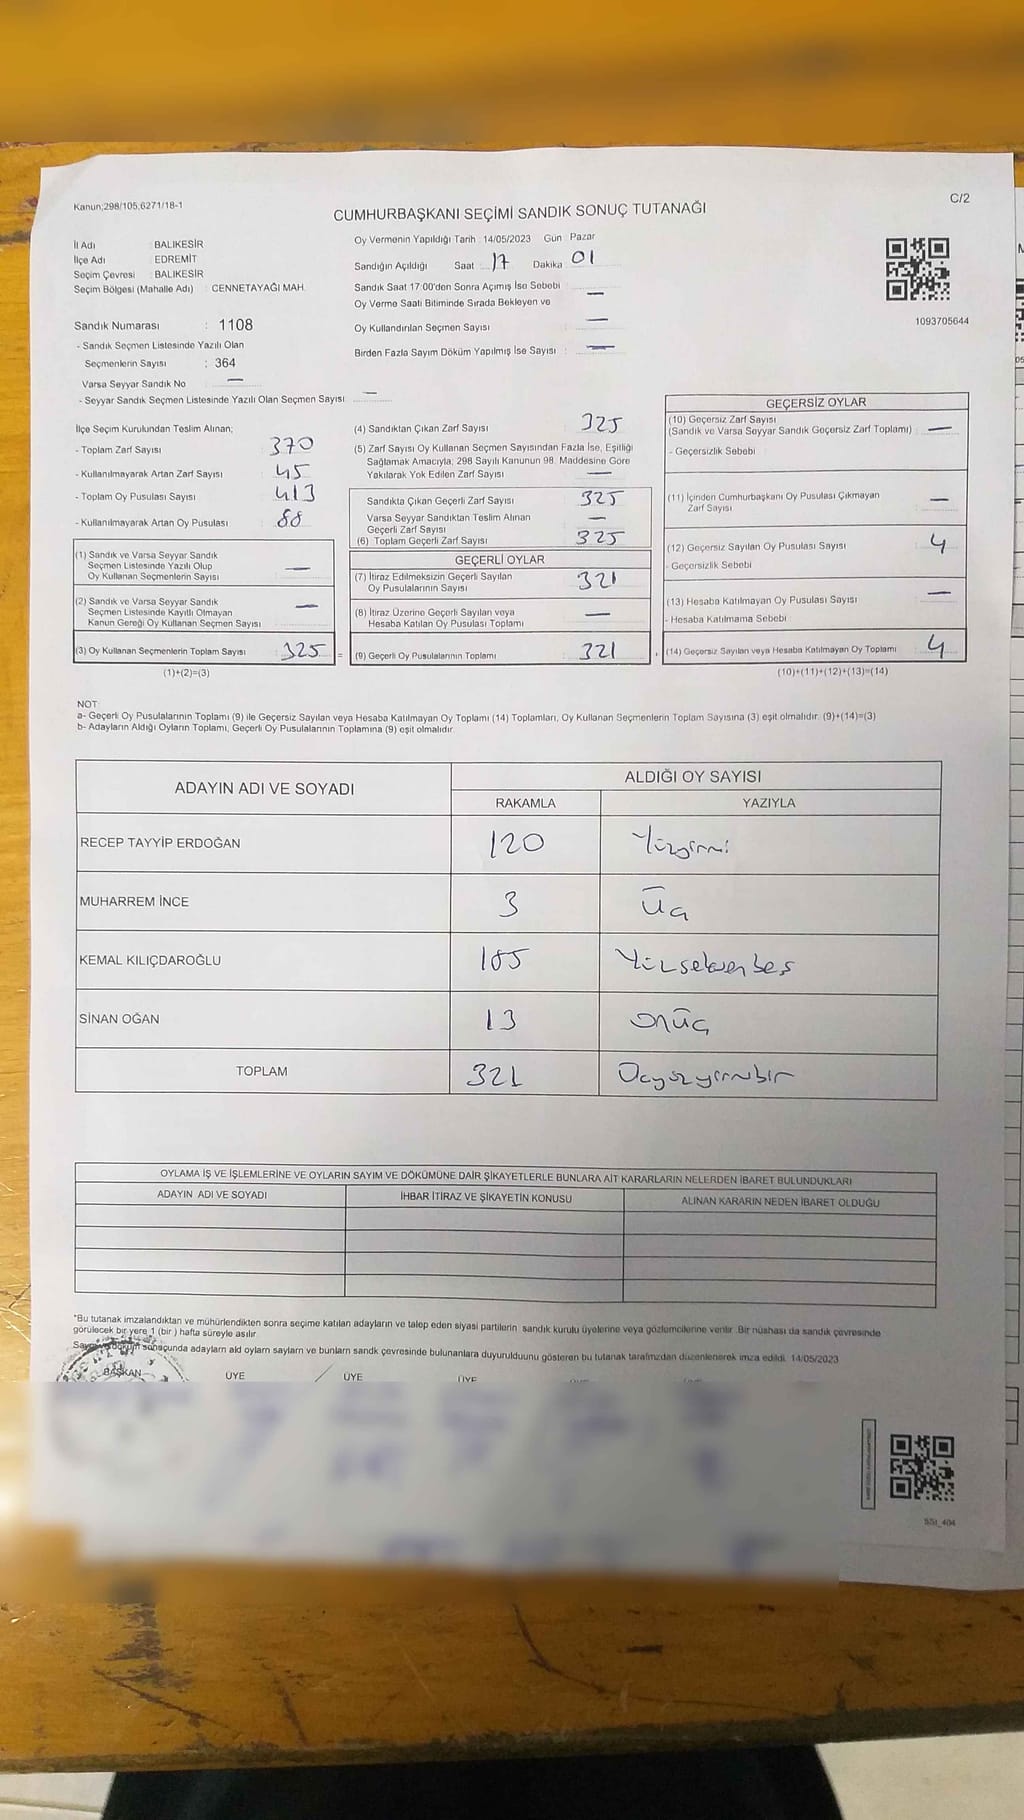 Kanun;298/105,6271/18-1
C/2
CUMHURBAŞKANI SEÇİMİ SANDIK SONUÇ TUTANAĞI
İl Adı : BALIKESİR
İlçe Adı : EDREMİT
Seçim Çevresi : BALIKESİR
Seçim Bölgesi (Mahalle Adı) : CENNETAYAĞI MAH.
Sandık Numarası : 1108
- Sandık Seçmen Listesinde Yazılı Olan
Seçmenlerin Sayısı : 364
Varsa Seyyar Sandık No : —
- Seyyar Sandık Seçmen Listesinde Yazılı Olan Seçmen Sayısı : —
Oy Vermenin Yapıldığı Tarih : 14/05/2023 Gün : Pazar
Sandığın Açıldığı Saat : 17 Dakika : 01
Sandık Saat 17:00'den Sonra Açımış İse Sebebi : —
Oy Verme Saati Bitiminde Sırada Bekleyen ve
Oy Kullandırılan Seçmen Sayısı : —
Birden Fazla Sayım Döküm Yapılmış İse Sayısı : —
1093705644
İlçe Seçim Kurulundan Teslim Alınan;
- Toplam Zarf Sayısı : 370
- Kullanılmayarak Artan Zarf Sayısı : 45
- Toplam Oy Pusulası Sayısı : 413
- Kullanılmayarak Artan Oy Pusulası : 88
(1) Sandık ve Varsa Seyyar Sandık
Seçmen Listesinde Yazılı Olup
Oy Kullanan Seçmenlerin Sayısı : —
(2) Sandık ve Varsa Seyyar Sandık
Seçmen Listesinde Kayıtlı Olmayan
Kanun Gereği Oy Kullanan Seçmen Sayısı : —
(3) Oy Kullanan Seçmenlerin Toplam Sayısı : 325 =
(1)+(2)=(3)
(4) Sandıktan Çıkan Zarf Sayısı : 325
(5) Zarf Sayısı Oy Kullanan Seçmen Sayısından Fazla İse, Eşitliği
Sağlamak Amacıyla; 298 Sayılı Kanunun 98. Maddesine Göre
Yakılarak Yok Edilen Zarf Sayısı : —
Sandıkta Çıkan Geçerli Zarf Sayısı : 325
Varsa Seyyar Sandıktan Teslim Alınan
Geçerli Zarf Sayısı : —
(6) Toplam Geçerli Zarf Sayısı : 325
GEÇERLİ OYLAR
(7) İtiraz Edilmeksizin Geçerli Sayılan
Oy Pusulalarının Sayısı : 321
(8) İtiraz Üzerine Geçerli Sayılan veya
Hesaba Katılan Oy Pusulası Toplamı : —
(9) Geçerli Oy Pusulalarının Toplamı : 321 +
GEÇERSİZ OYLAR
(10) Geçersiz Zarf Sayısı
(Sandık ve Varsa Seyyar Sandık Geçersiz Zarf Toplamı) : —
- Geçersizlik Sebebi :
(11) İçinden Cumhurbaşkanı Oy Pusulası Çıkmayan
Zarf Sayısı : —
(12) Geçersiz Sayılan Oy Pusulası Sayısı : 4
- Geçersizlik Sebebi :
(13) Hesaba Katılmayan Oy Pusulası Sayısı : —
- Hesaba Katılmama Sebebi :
(14) Geçersiz Sayılan veya Hesaba Katılmayan Oy Toplamı : 4
(10)+(11)+(12)+(13)=(14)
NOT:
a- Geçerli Oy Pusulalarının Toplamı (9) ile Geçersiz Sayılan veya Hesaba Katılmayan Oy Toplamı (14) Toplamları, Oy Kullanan Seçmenlerin Toplam Sayısına (3) eşit olmalıdır. (9)+(14)=(3)
b- Adayların Aldığı Oyların Toplamı, Geçerli Oy Pusulalarının Toplamına (9) eşit olmalıdır.
ADAYIN ADI VE SOYADI ALDIĞI OY SAYISI
RAKAMLA YAZIYLA
RECEP TAYYİP ERDOĞAN 120 Yüzyirmi
MUHARREM İNCE 3 Üç
KEMAL KILIÇDAROĞLU 185 Yüzseksenbeş
SİNAN OĞAN 13 onüç
TOPLAM 321 Üçyüzyirmibir
OYLAMA İŞ VE İŞLEMLERİNE VE OYLARIN SAYIM VE DÖKÜMÜNE DAİR ŞİKAYETLERLE BUNLARA AİT KARARLARIN NELERDEN İBARET BULUNDUKLARI
ADAYIN ADI VE SOYADI İHBAR İTİRAZ VE ŞİKAYETİN KONUSU ALINAN KARARIN NEDEN İBARET OLDUĞU
*Bu tutanak imzalandıktan ve mühürlendikten sonra seçime katılan adayların ve talep eden siyasi partilerin sandık kurulu üyelerine veya gözlemcilerine verilir. Bir nüshası da sandık çevresinde
görülecek bir yere 1 (bir ) hafta süreyle asılır.
Sayım ve döküm sonucunda adayların ald oyların sayların ve bunların sandk çevresinde bulunanlara duyurulduunu gösteren bu tutanak tarafmzdan düzenlenerek imza edildi. 14/05/2023
BAŞKAN ÜYE ÜYE ÜYE